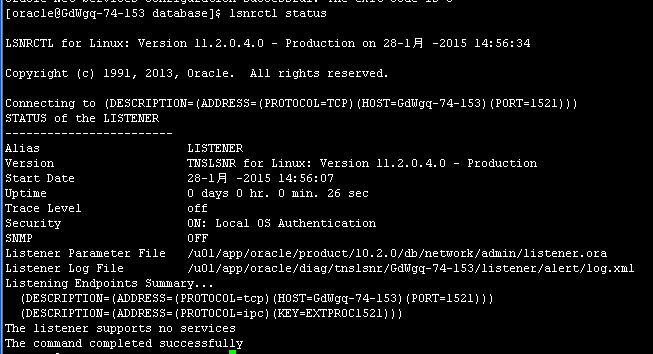 [oracle@GdWgq-74-153 database]$ lsnrctl status
LSNRCTL for Linux: Version 11.2.0.4.0 - Production on 28-1月 -2015 14:56:34
Copyright (c) 1991, 2013, Oracle.  All rights reserved.
Connecting to (DESCRIPTION=(ADDRESS=(PROTOCOL=TCP)(HOST=GdWgq-74-153)(PORT=1521)))
STATUS of the LISTENER
------------------------
Alias                     LISTENER
Version                   TNSLSNR for Linux: Version 11.2.0.4.0 - Production
Start Date                28-1月 -2015 14:56:07
Uptime                    0 days 0 hr. 0 min. 26 sec
Trace Level               off
Security                  ON: Local OS Authentication
SNMP                      OFF
Listener Parameter File   /u01/app/oracle/product/10.2.0/db/network/admin/listener.ora
Listener Log File         /u01/app/oracle/diag/tnslsnr/GdWgq-74-153/listener/alert/log.xml
Listening Endpoints Summary...
  (DESCRIPTION=(ADDRESS=(PROTOCOL=tcp)(HOST=GdWgq-74-153)(PORT=1521)))
  (DESCRIPTION=(ADDRESS=(PROTOCOL=ipc)(KEY=EXTPROC1521)))
The listener supports no services
The command completed successfully